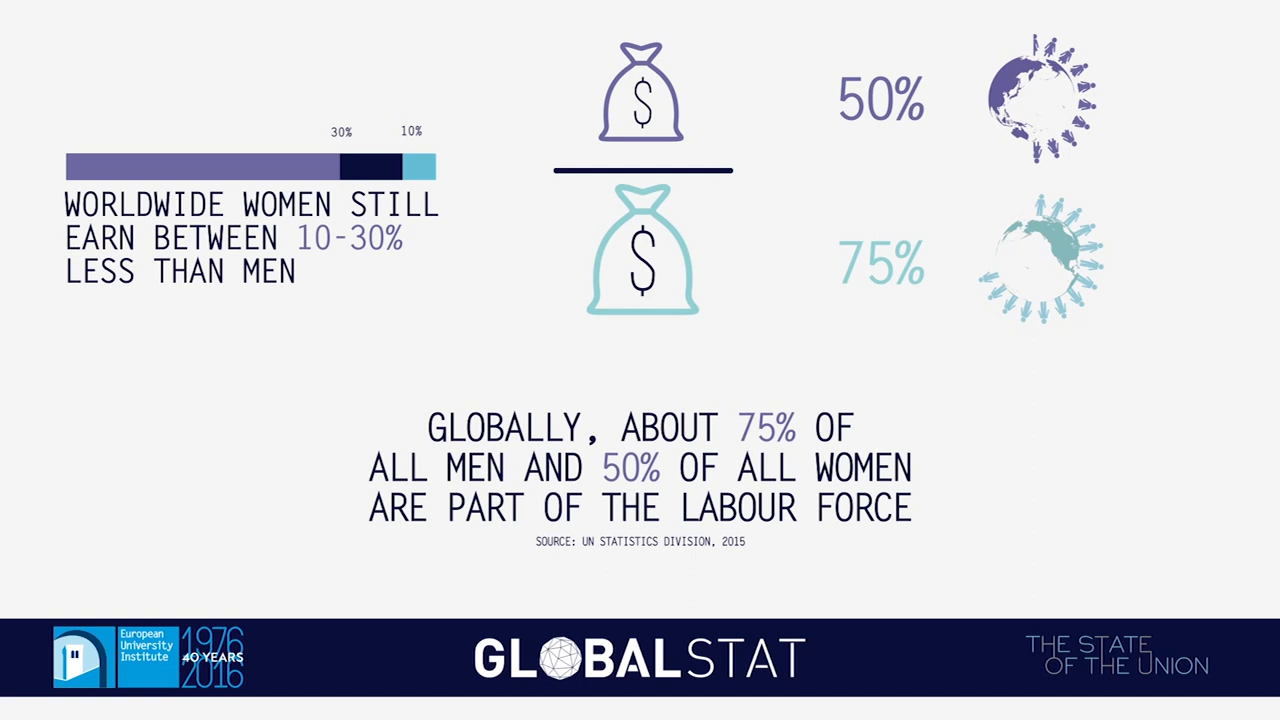 30% 10%
WORLDWIDE WOMEN STILL
EARN BETWEEN 10-30%
LESS THAN MEN
$
$
50%
75%
GLOBALLY, ABOUT 75% OF
ALL MEN AND 50% OF ALL WOMEN
ARE PART OF THE LABOUR FORCE
SOURCE: UN STATISTICS DIVISION, 2015
European
University
Institute
1976
40 YEARS
2016
GLOBALSTAT
THE STATE
OF THE UNION